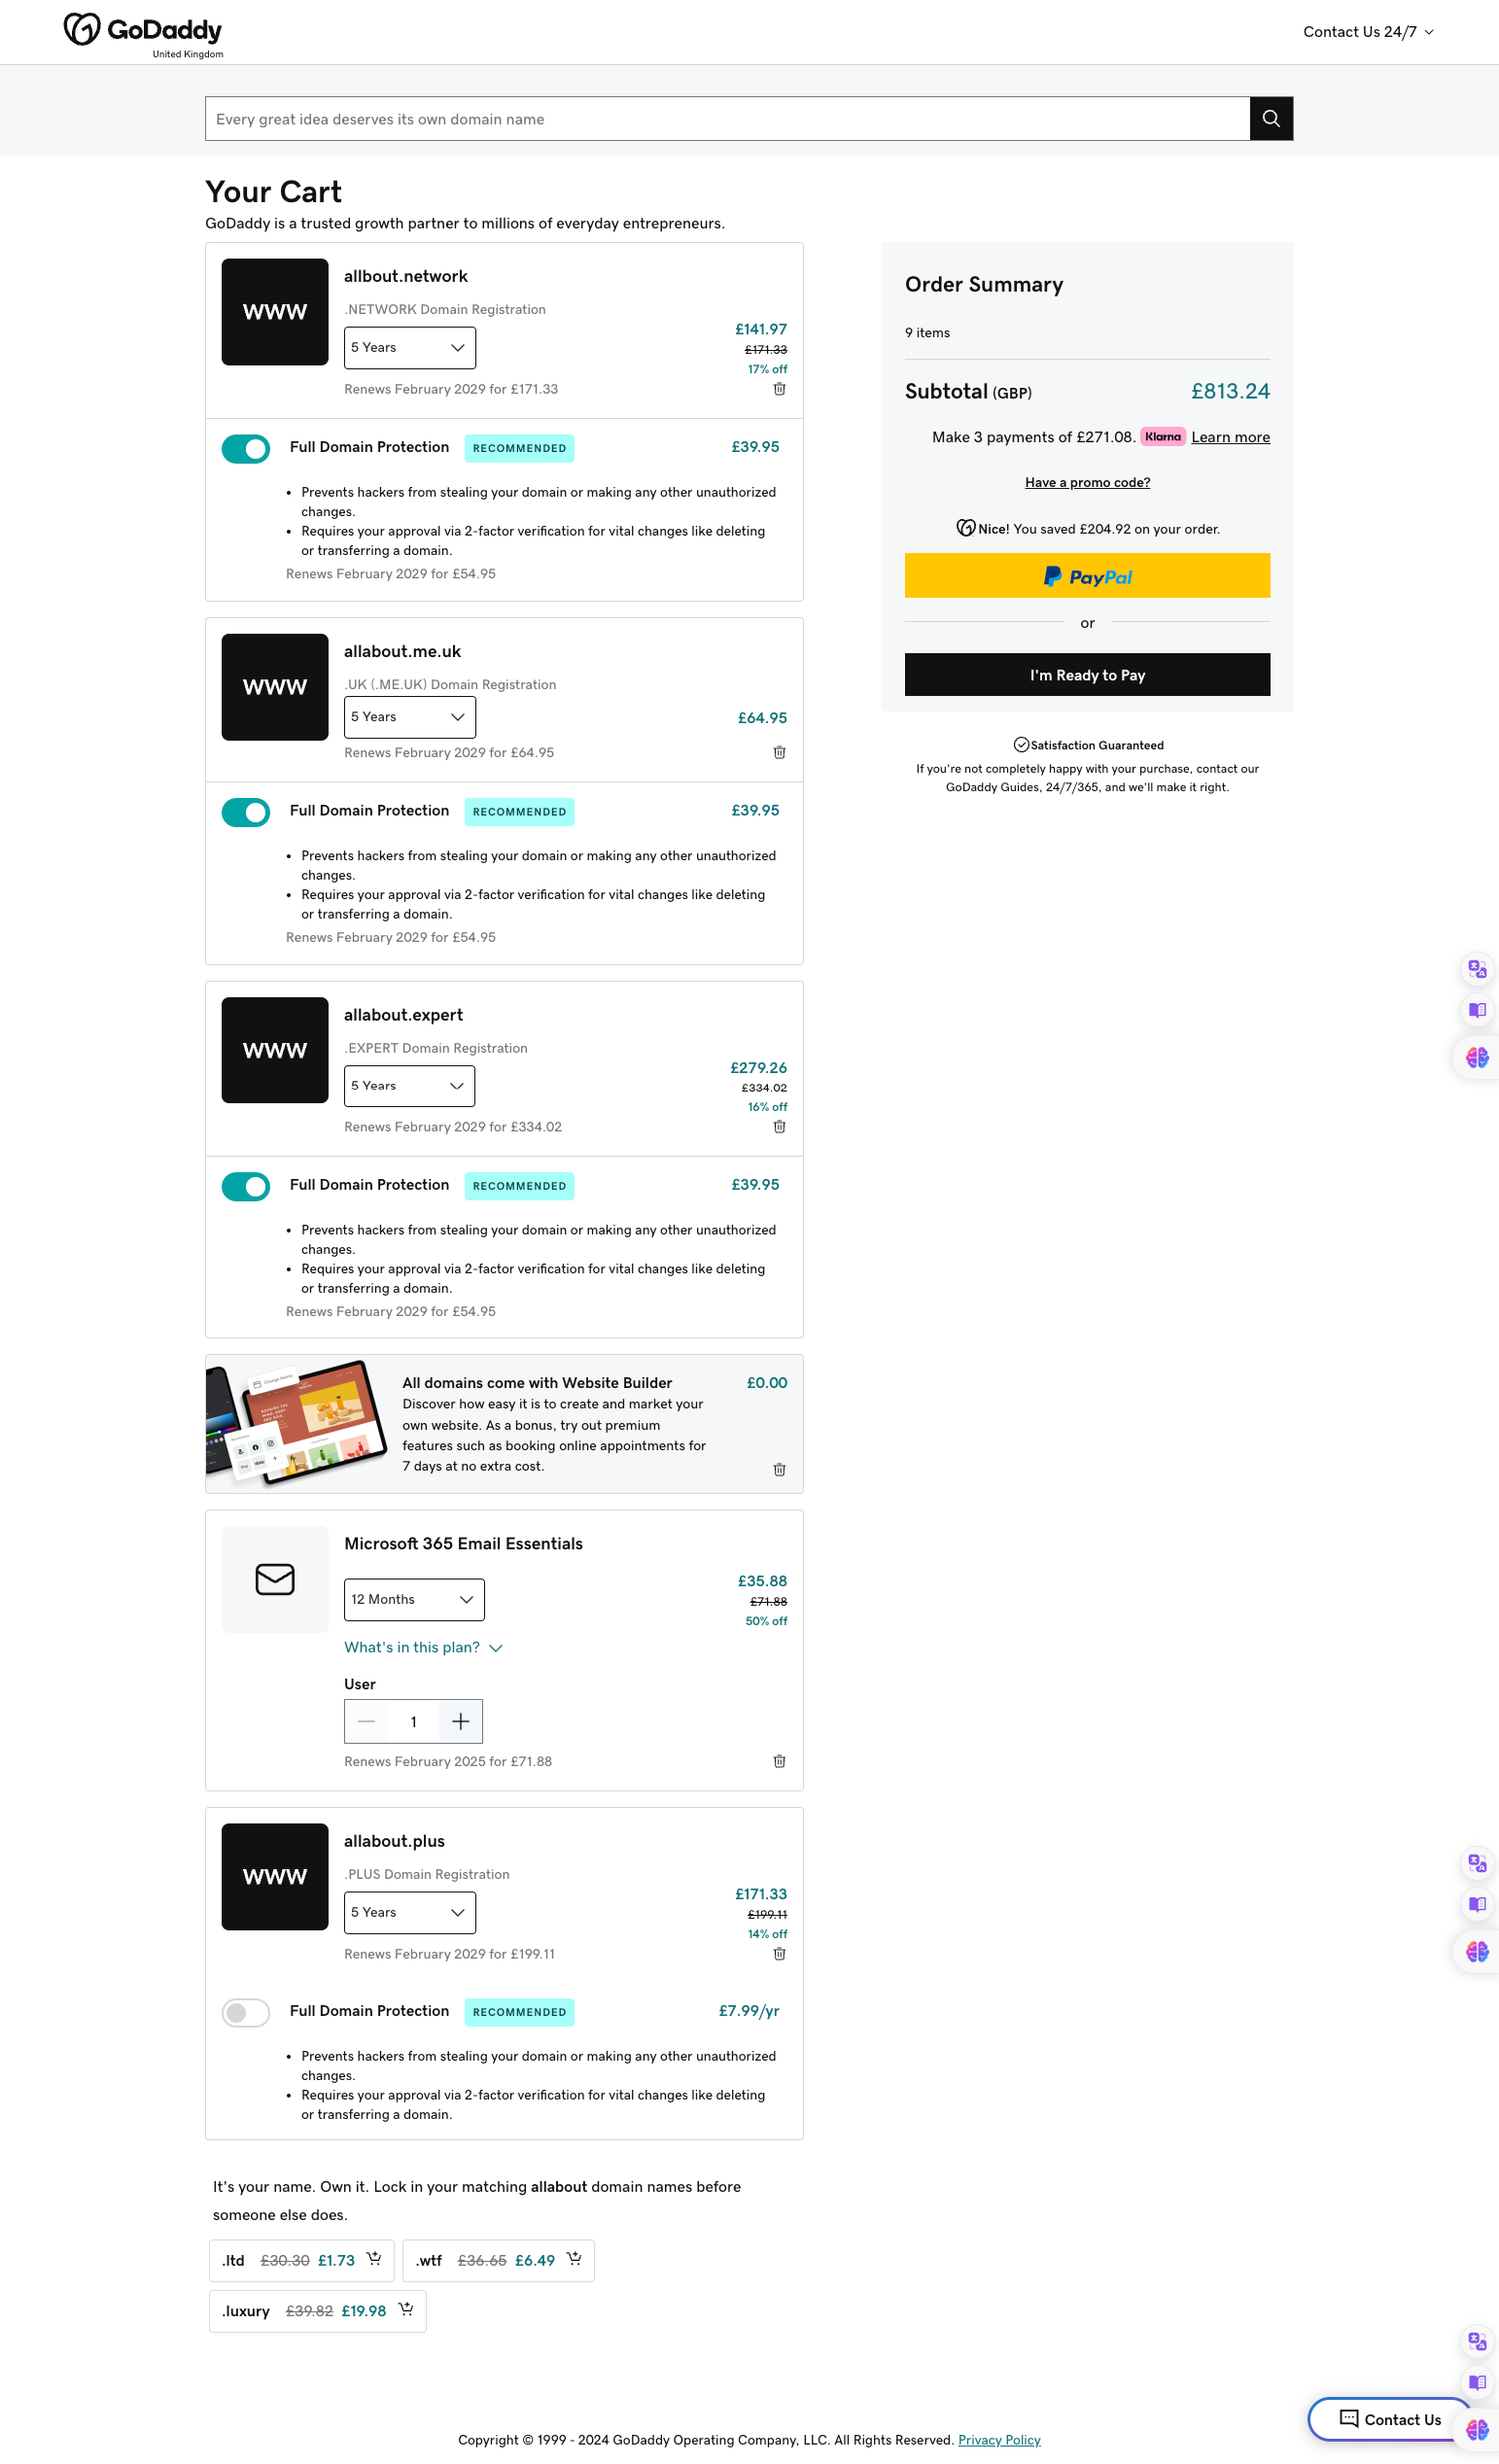 GoDaddy
United Kingdom
Contact Us 24/7
Every great idea deserves its own domain name
Your Cart
GoDaddy is a trusted growth partner to millions of everyday entrepreneurs.
www
allbout.network
.NETWORK Domain Registration
5 Years
£141.97
£171.33
17% off
Renews February 2029 for £171.33
Full Domain Protection RECOMMENDED £39.95
• Prevents hackers from stealing your domain or making any other unauthorized
changes.
• Requires your approval via 2-factor verification for vital changes like deleting
or transferring a domain.
Renews February 2029 for £54.95
www
allabout.me.uk
.UK (.ME.UK) Domain Registration
5 Years
£64.95
Renews February 2029 for £64.95
Full Domain Protection RECOMMENDED £39.95
• Prevents hackers from stealing your domain or making any other unauthorized
changes.
• Requires your approval via 2-factor verification for vital changes like deleting
or transferring a domain.
Renews February 2029 for £54.95
www
allabout.expert
.EXPERT Domain Registration
5 Years
£279.26
£334.02
16% off
Renews February 2029 for £334.02
Full Domain Protection RECOMMENDED £39.95
• Prevents hackers from stealing your domain or making any other unauthorized
changes.
• Requires your approval via 2-factor verification for vital changes like deleting
or transferring a domain.
Renews February 2029 for £54.95
All domains come with Website Builder £0.00
Discover how easy it is to create and market your
own website. As a bonus, try out premium
features such as booking online appointments for
7 days at no extra cost.
Microsoft 365 Email Essentials
12 Months
£35.88
£71.88
50% off
What's in this plan?
User
1
Renews February 2025 for £71.88
www
allabout.plus
.PLUS Domain Registration
5 Years
£171.33
£199.11
14% off
Renews February 2029 for £199.11
Full Domain Protection RECOMMENDED £7.99/yr
• Prevents hackers from stealing your domain or making any other unauthorized
changes.
• Requires your approval via 2-factor verification for vital changes like deleting
or transferring a domain.
It's your name. Own it. Lock in your matching allabout domain names before
someone else does.
.ltd £30.30 £1.73
.wtf £36.65 £6.49
.luxury £39.82 £19.98
Order Summary
9 items
Subtotal (GBP) £813.24
Make 3 payments of £271.08. Klarna Learn more
Have a promo code?
Nice! You saved £204.92 on your order.
PayPal
or
I'm Ready to Pay
Satisfaction Guaranteed
If you're not completely happy with your purchase, contact our
GoDaddy Guides, 24/7/365, and we'll make it right.
Contact Us
Copyright © 1999 - 2024 GoDaddy Operating Company, LLC. All Rights Reserved. Privacy Policy